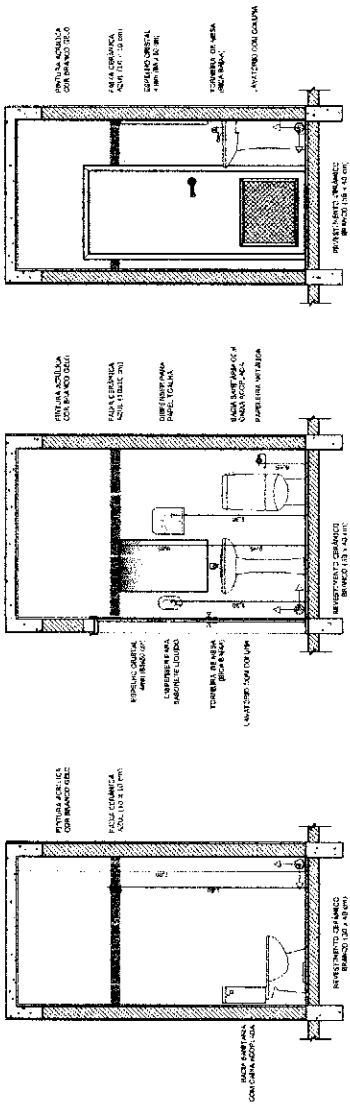 PINTURA ACRÍLICA
COR BRANCO GELO
FAIXA CERÂMICA
AZUL (10 X 10 cm)
BACIA SANITÁRIA
COM CAIXA ACOPLADA
REVESTIMENTO CERÂMICO
BRANCO (30 x 40 cm)
PINTURA ACRÍLICA
COR BRANCO GELO
FAIXA CERÂMICA
AZUL (10x10 cm)
DISPENSER PARA
PAPEL TOALHA
BACIA SANITÁRIA COM
CAIXA ACOPLADA
PAPELEIRA METÁLICA
ESPELHO CRISTAL
DISPENSER PARA
SABONETE LÍQUIDO
TORNEIRA DE MESA
(BICA BAIXA)
LAVATÓRIO COM COLUNA
REVESTIMENTO CERÂMICO
BRANCO (30 x 40 cm)
PINTURA ACRÍLICA
COR BRANCO GELO
FAIXA CERÂMICA
AZUL (10 X 10 cm)
ESPELHO CRISTAL
TORNEIRA DE MESA
(BICA BAIXA)
LAVATÓRIO COM COLUNA
REVESTIMENTO CERÂMICO
BRANCO (30 x 40 cm)